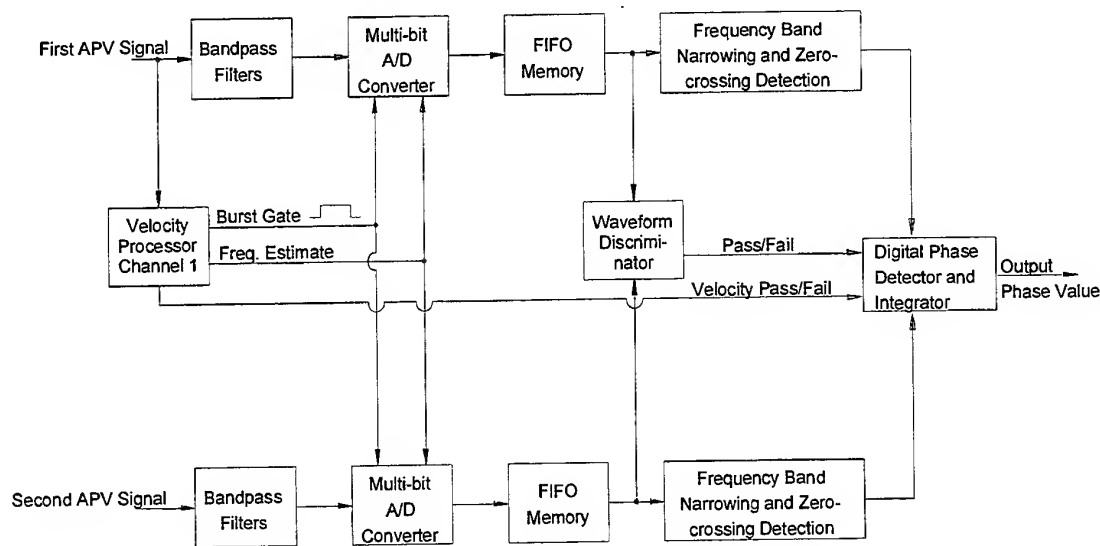 First APV Signal
Bandpass
Filters
Multi-bit
A/D
Converter
FIFO
Memory
Frequency Band
Narrowing and Zero-
crossing Detection
Velocity
Processor
Channel 1
Burst Gate
Freq. Estimate
Waveform
Discrimi-
nator
Pass/Fail
Velocity Pass/Fail
Digital Phase
Detector and
Integrator
Output
Phase Value
Second APV Signal
Bandpass
Filters
Multi-bit
A/D
Converter
FIFO
Memory
Frequency Band
Narrowing and Zero-
crossing Detection